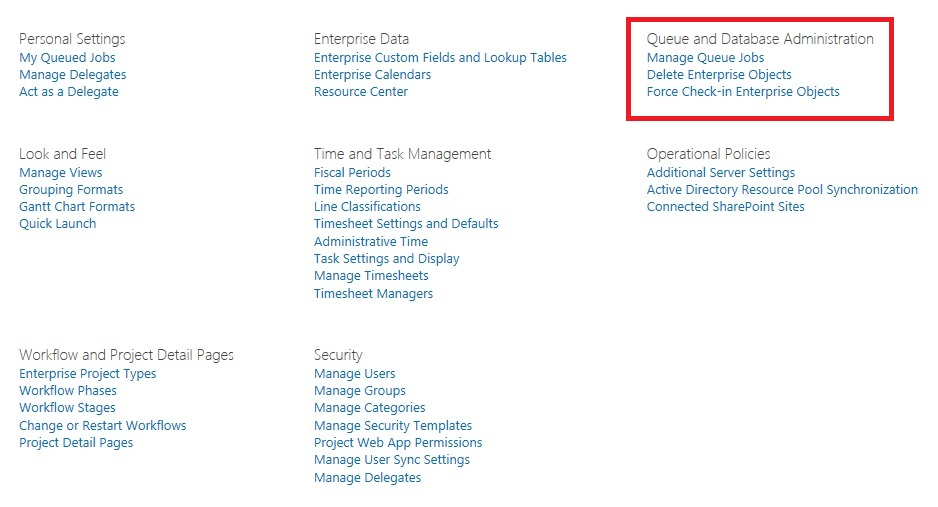 Personal Settings
My Queued Jobs
Manage Delegates
Act as a Delegate
Enterprise Data
Enterprise Custom Fields and Lookup Tables
Enterprise Calendars
Resource Center
Queue and Database Administration
Manage Queue Jobs
Delete Enterprise Objects
Force Check-in Enterprise Objects
Look and Feel
Manage Views
Grouping Formats
Gantt Chart Formats
Quick Launch
Time and Task Management
Fiscal Periods
Time Reporting Periods
Line Classifications
Timesheet Settings and Defaults
Administrative Time
Task Settings and Display
Manage Timesheets
Timesheet Managers
Operational Policies
Additional Server Settings
Active Directory Resource Pool Synchronization
Connected SharePoint Sites
Workflow and Project Detail Pages
Enterprise Project Types
Workflow Phases
Workflow Stages
Change or Restart Workflows
Project Detail Pages
Security
Manage Users
Manage Groups
Manage Categories
Manage Security Templates
Project Web App Permissions
Manage User Sync Settings
Manage Delegates